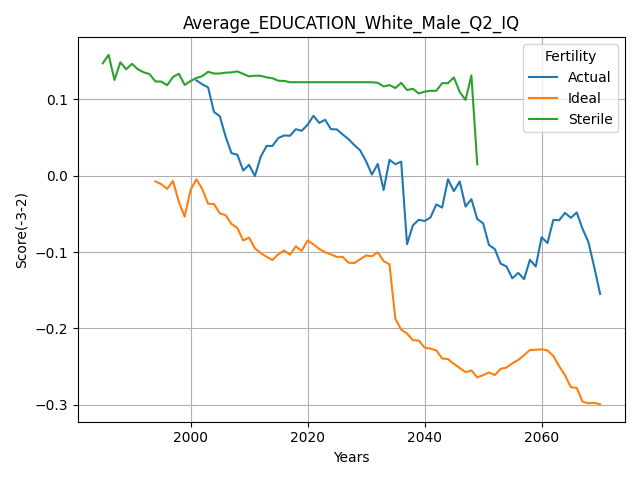 Average_EDUCATION_White_Male_Q2_IQ
Fertility
Actual
Ideal
Sterile
Score(-3-2)
0.1
0.0
−0.1
−0.2
−0.3
2000
2020
2040
2060
Years